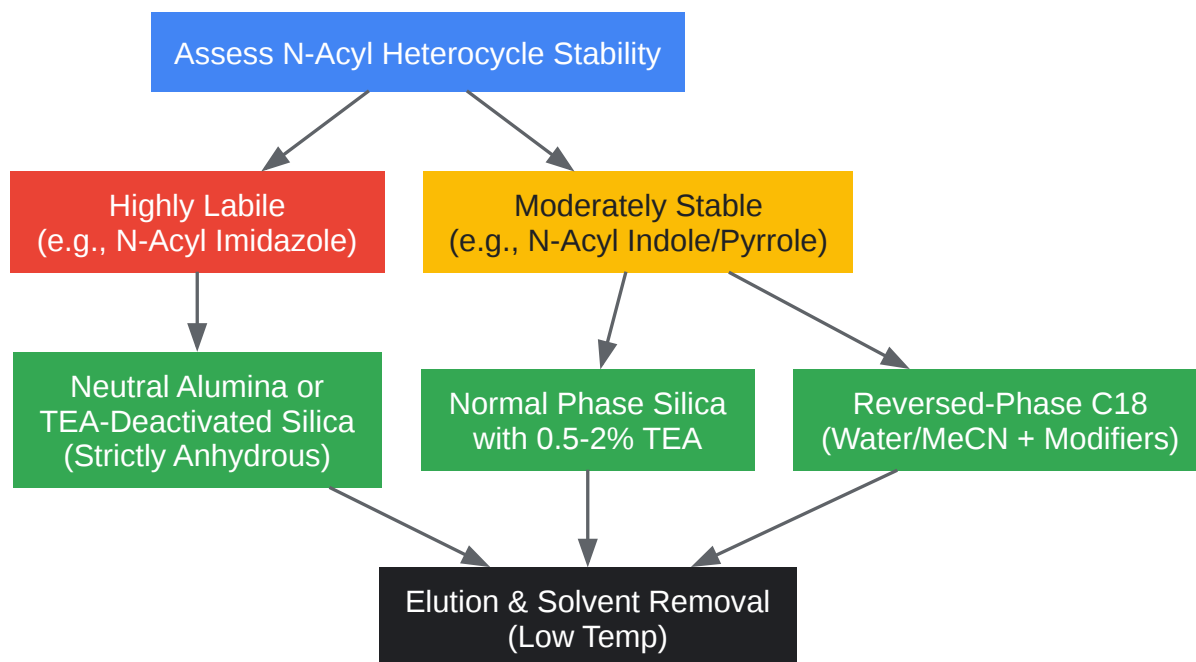 Assess N-Acyl Heterocycle Stability
Highly Labile
(e.g., N-Acyl Imidazole)
Moderately Stable
(e.g., N-Acyl Indole/Pyrrole)
Neutral Alumina or
TEA-Deactivated Silica
(Strictly Anhydrous)
Normal Phase Silica
with 0.5-2% TEA
Reversed-Phase C18
(Water/MeCN + Modifiers)
Elution & Solvent Removal
(Low Temp)